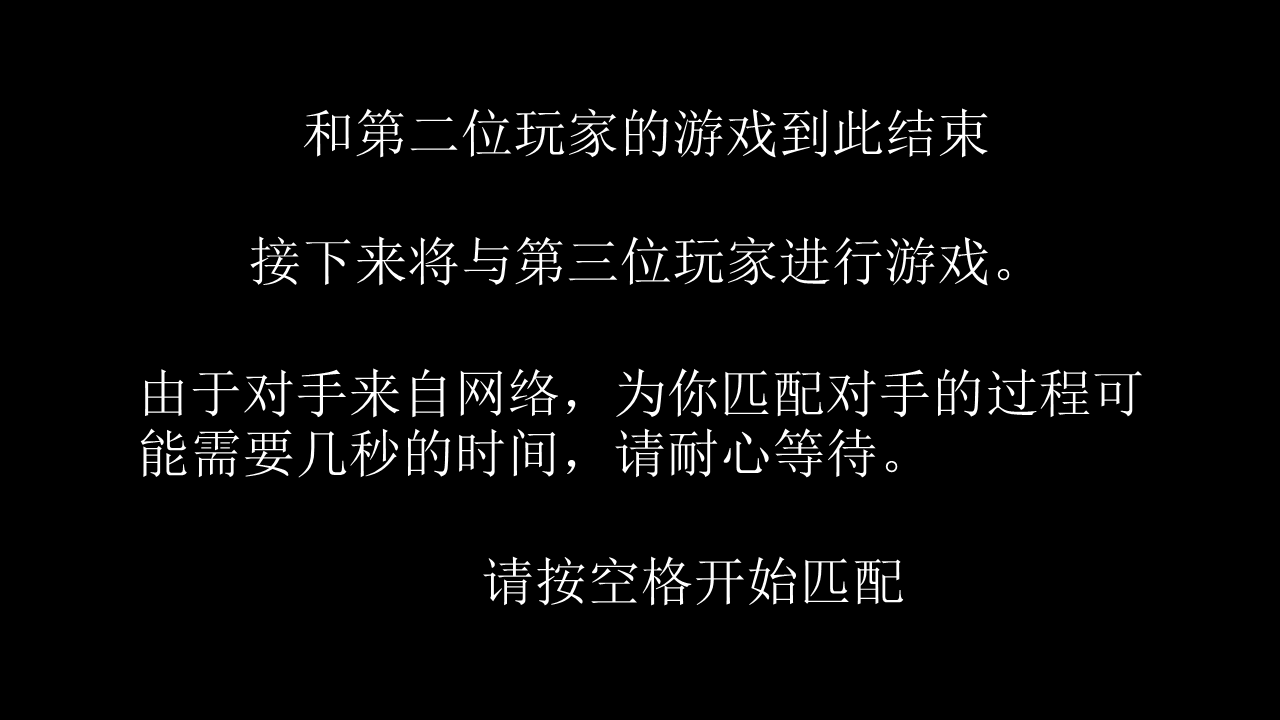 和第二位玩家的游戏到此结束
接下来将与第三位玩家进行游戏。
由于对手来自网络，为你匹配对手的过程可
能需要几秒的时间，请耐心等待。
请按空格开始匹配